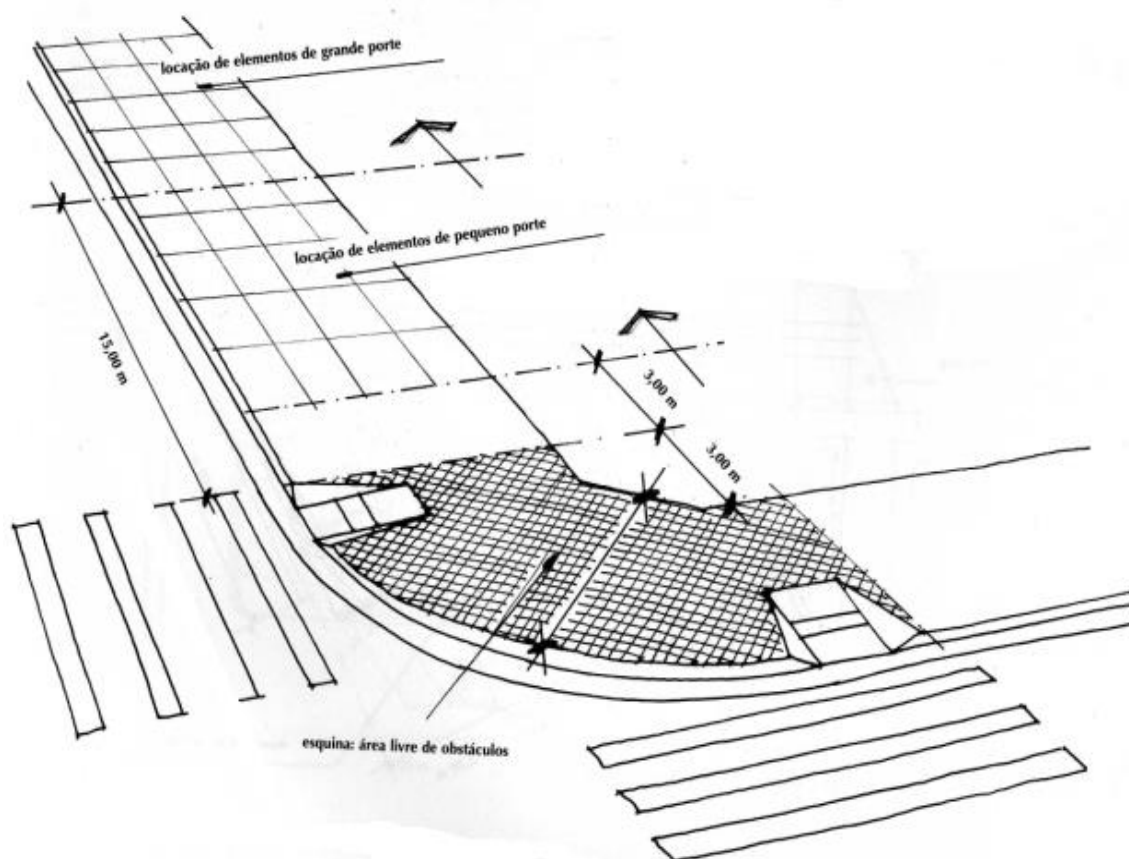 locação de elementos de grande porte
locação de elementos de pequeno porte
15,00 m
3,00 m
3,00 m
esquina: área livre de obstáculos